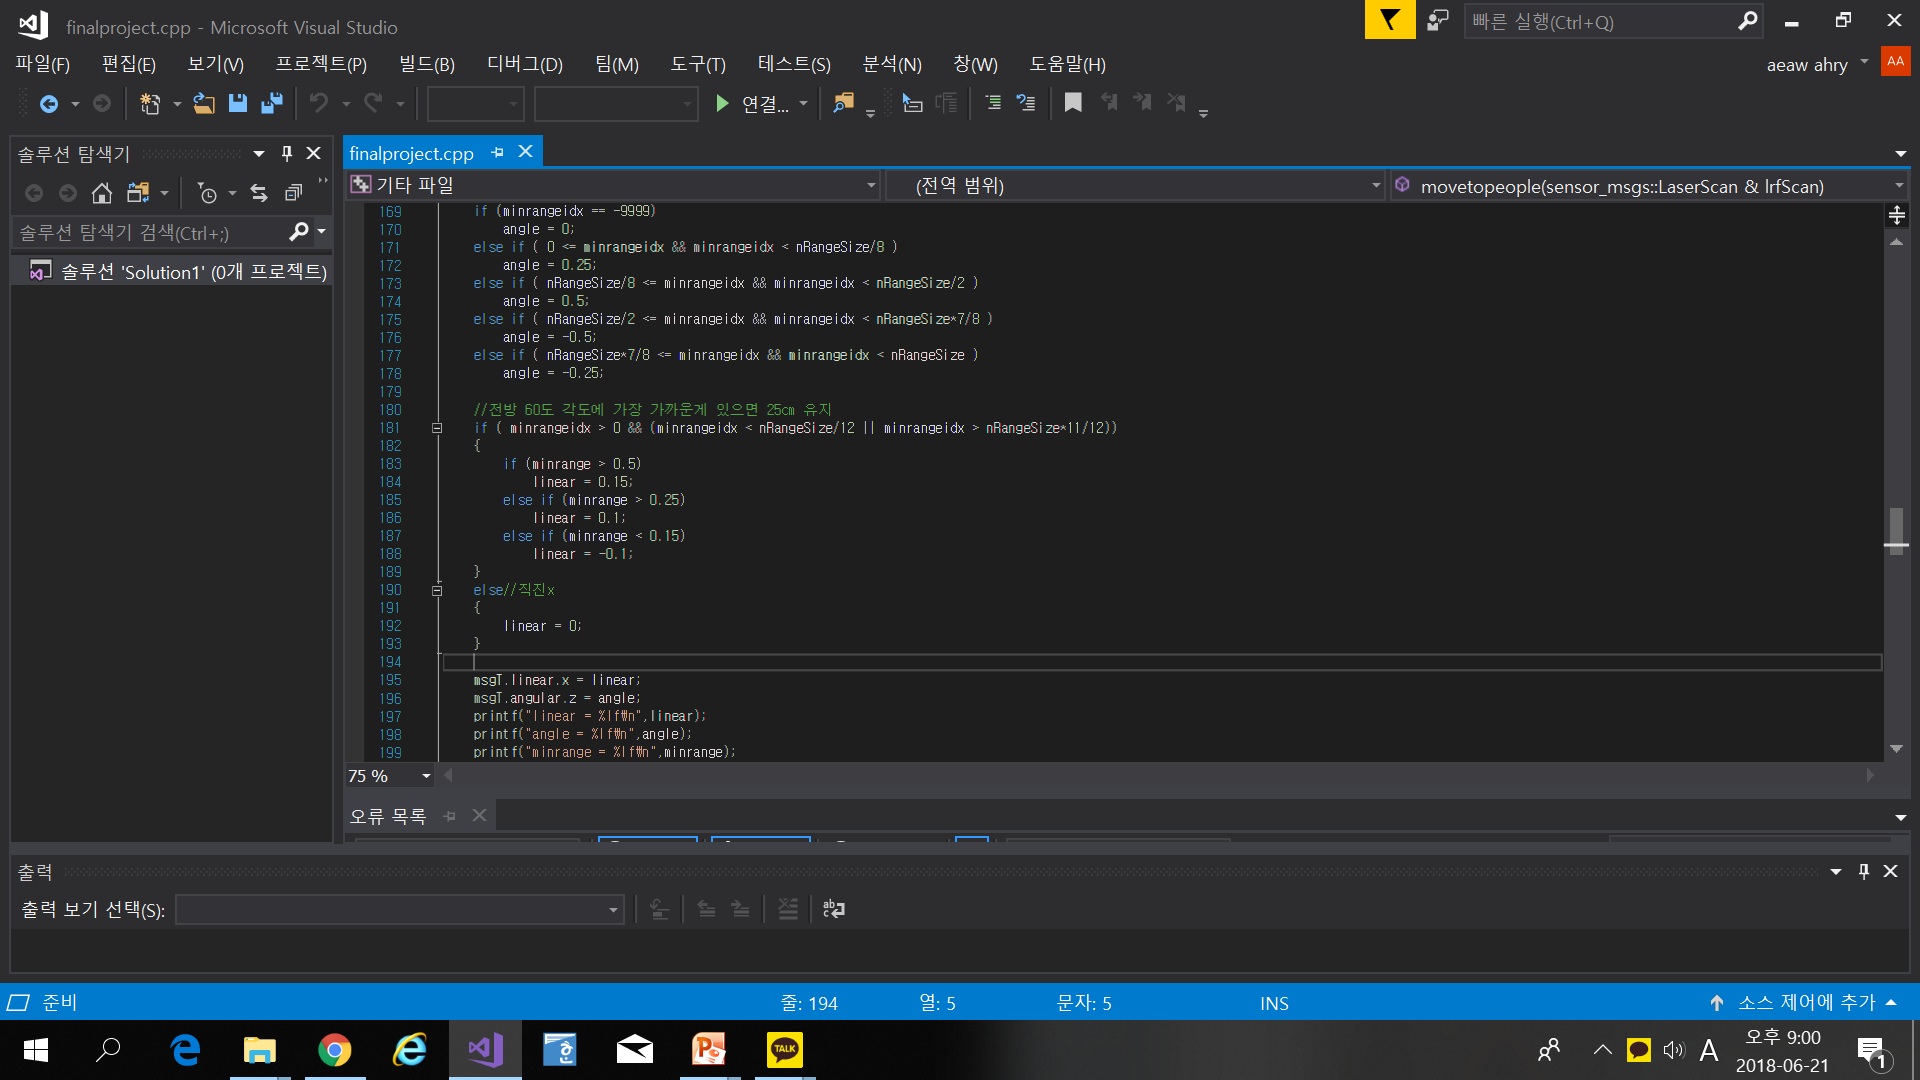 finalproject.cpp - Microsoft Visual Studio
빠른 실행(Ctrl+Q)
파일(F) 편집(E) 보기(V) 프로젝트(P) 빌드(B) 디버그(D) 팀(M) 도구(T) 테스트(S) 분석(N) 창(W) 도움말(H)
aeaw ahry
AA
연결...
솔루션 탐색기
솔루션 탐색기 검색(Ctrl+;)
솔루션 'Solution1' (0개 프로젝트)
finalproject.cpp
기타 파일
(전역 범위)
movetopeople(sensor_msgs::LaserScan & lrfScan)
169 if (minrangeidx == -9999)
170 angle = 0;
171 else if ( 0 <= minrangeidx && minrangeidx < nRangeSize/8 )
172 angle = 0.25;
173 else if ( nRangeSize/8 <= minrangeidx && minrangeidx < nRangeSize/2 )
174 angle = 0.5;
175 else if ( nRangeSize/2 <= minrangeidx && minrangeidx < nRangeSize*7/8 )
176 angle = -0.5;
177 else if ( nRangeSize*7/8 <= minrangeidx && minrangeidx < nRangeSize )
178 angle = -0.25;
179
180 //전방 60도 각도에 가장 가까운게 있으면 25cm 유지
181 if ( minrangeidx > 0 && (minrangeidx < nRangeSize/12 || minrangeidx > nRangeSize*11/12))
182 {
183 if (minrange > 0.5)
184 linear = 0.15;
185 else if (minrange > 0.25)
186 linear = 0.1;
187 else if (minrange < 0.15)
188 linear = -0.1;
189 }
190 else//직진x
191 {
192 linear = 0;
193 }
194
195 msgT.linear.x = linear;
196 msgT.angular.z = angle;
197 printf("linear = %lf₩n",linear);
198 printf("angle = %lf₩n",angle);
199 printf("minrange = %lf₩n",minrange);
75 %
오류 목록
출력
출력 보기 선택(S):
준비
줄: 194
열: 5
문자: 5
INS
소스 제어에 추가
TALK
A
오후 9:00
2018-06-21
1